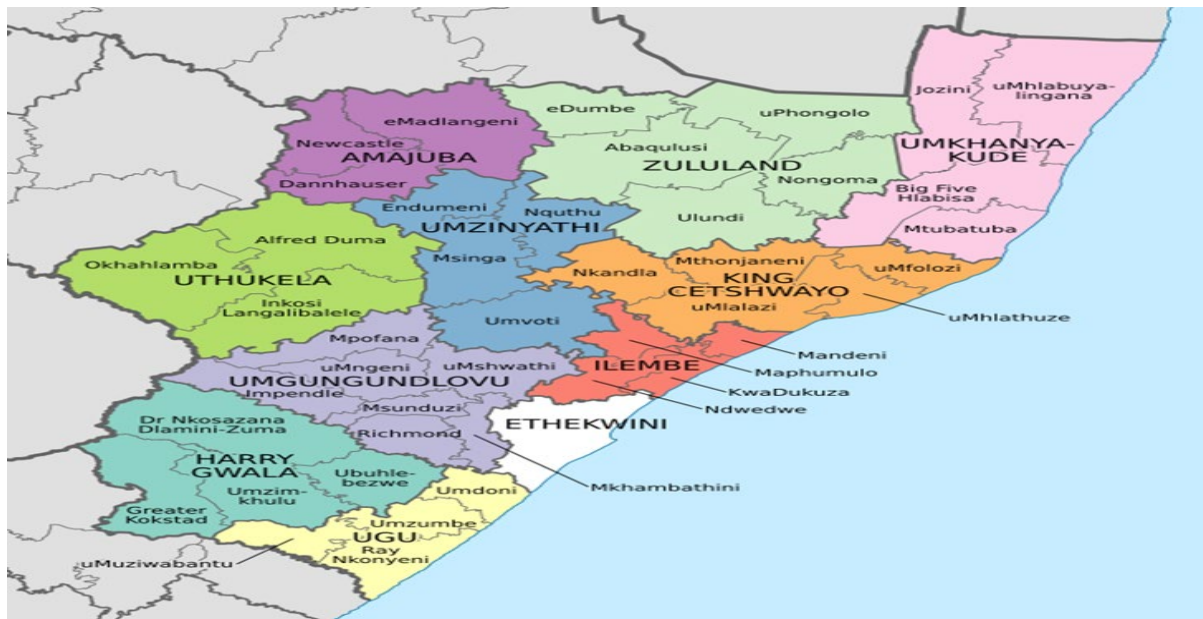 eDumbe
uPhongolo
Jozini
uMhlabuya-
lingana
eMadlangeni
Newcastle
AMAJUBA
Dannhauser
Abaqulusi
ZULULAND
Nongoma
Ulundi
UMKHANYA-
KUDE
Big Five
Hlabisa
Mtubatuba
Endumeni
Nquthu
UMZINYATHI
Msinga
Umvoti
Alfred Duma
Okhahlamba
UTHUKELA
Inkosi
Langalibalele
Nkandla
Mthonjaneni
KING
CETSHWAYO
uMfolozi
uMlalazi
uMhlathuze
Mpofana
uMngeni
uMshwathi
UMGUNGUNDLOVU
Impendle
Msunduzi
Richmond
Mkhambathini
ILEMBE
Mandeni
Maphumulo
KwaDukuza
Ndwedwe
ETHEKWINI
Dr Nkosazana
Dlamini-Zuma
HARRY
GWALA
Ubuhle-
bezwe
Umzim-
khulu
Greater
Kokstad
Umdoni
Umzumbe
UGU
Ray
Nkonyeni
uMuziwabantu